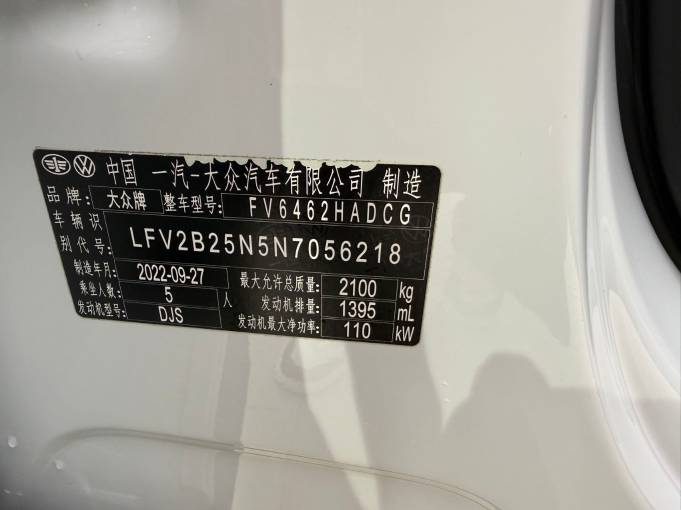 中国 一汽-大众汽车有限公司 制造
品牌: 大众牌 整车型号: FV6462HADCG
车辆识别代号: LFV2B25N5N7056218
制造年月: 2022-09-27 最大允许总质量: 2100 kg
乘坐人数: 5 人 发动机排量: 1395 mL
发动机型号: DJS 发动机最大净功率: 110 kW